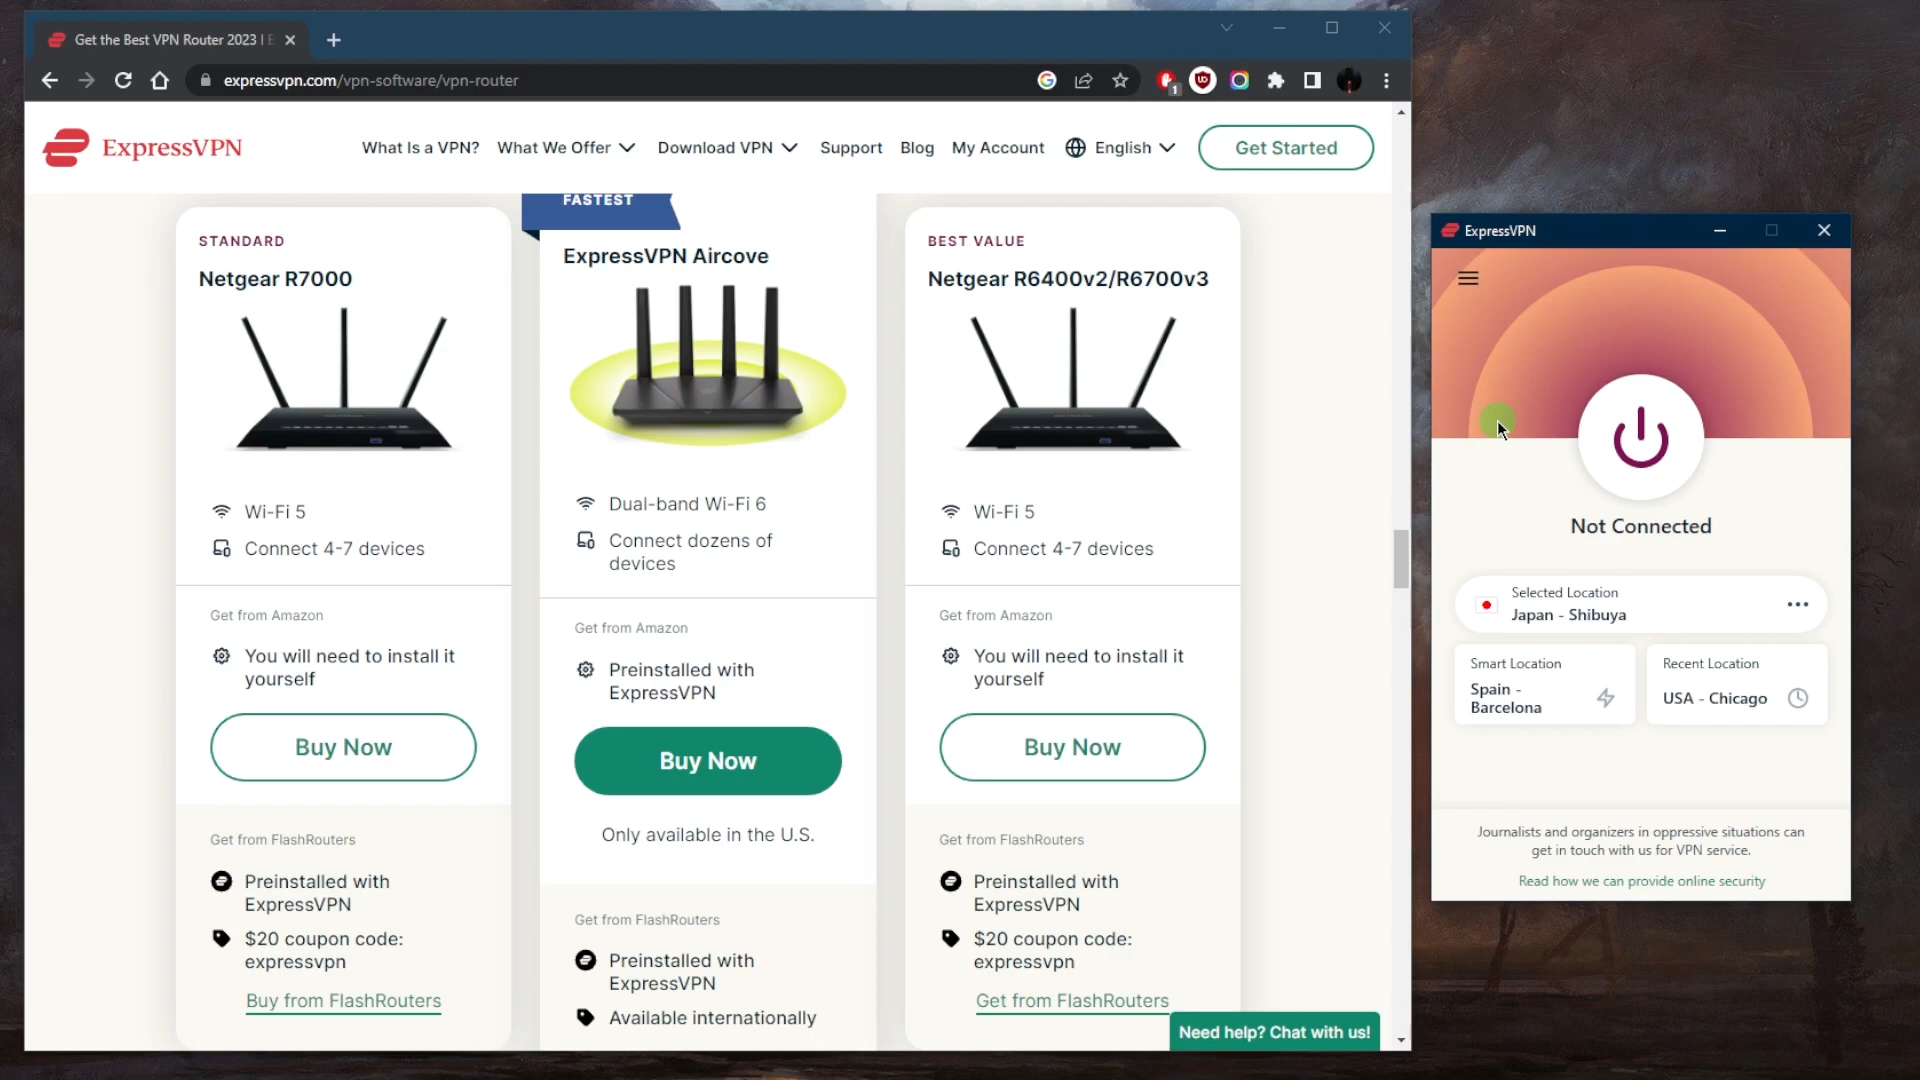 Get the Best VPN Router 2023 | E
expressvpn.com/vpn-software/vpn-router
1
ExpressVPN
What Is a VPN?
What We Offer
Download VPN
Support
Blog
My Account
English
Get Started
STANDARD
Netgear R7000
Wi-Fi 5
Connect 4-7 devices
Get from Amazon
You will need to install it
yourself
Buy Now
Get from FlashRouters
Preinstalled with
ExpressVPN
$20 coupon code:
expressvpn
Buy from FlashRouters
FASTEST
ExpressVPN Aircove
Dual-band Wi-Fi 6
Connect dozens of
devices
Get from Amazon
Preinstalled with
ExpressVPN
Buy Now
Only available in the U.S.
Get from FlashRouters
Preinstalled with
ExpressVPN
Available internationally
BEST VALUE
Netgear R6400v2/R6700v3
Wi-Fi 5
Connect 4-7 devices
Get from Amazon
You will need to install it
yourself
Buy Now
Get from FlashRouters
Preinstalled with
ExpressVPN
$20 coupon code:
expressvpn
Get from FlashRouters
Need help? Chat with us!
ExpressVPN
Not Connected
Selected Location
Japan - Shibuya
Smart Location
Spain -
Barcelona
Recent Location
USA - Chicago
Journalists and organizers in oppressive situations can
get in touch with us for VPN service.
Read how we can provide online security